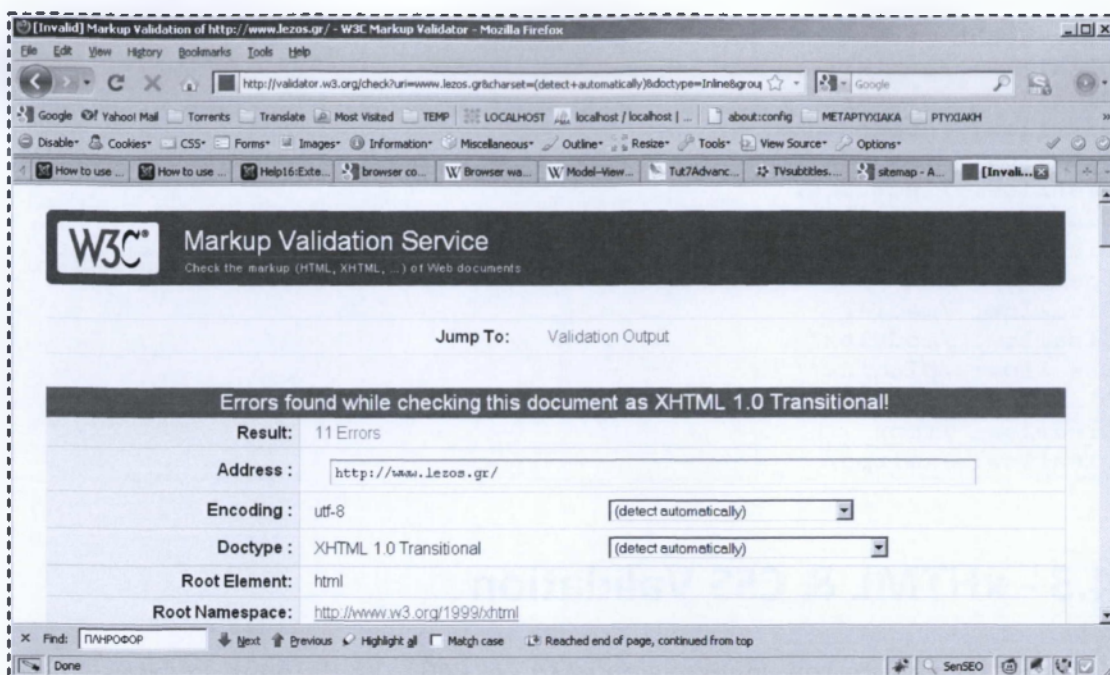 [Invalid] Markup Validation of http://www.lezos.gr/ - W3C Markup Validator - Mozilla Firefox
File Edit View History Bookmarks Tools Help
http://validator.w3.org/check?uri=www.lezos.gr&charset=(detect+automatically)&doctype=Inline&group Google
Google Yahoo! Mail Torrents Translate Most Visited TEMP LOCALHOST localhost / localhost | ... about:config ΜΕΤΑΡΤΥΧΙΑΚΑ PTYXIAKH »
Disable Cookies CSS Forms Images Information Miscellaneous Outline Resize Tools View Source Options
How to use ... How to use ... Help16:Exte... browser co... Browser wa... Model–View... Tut7Advanc... TVsubtitles.... sitemap - A... [Invali...
W3C® Markup Validation Service
Check the markup (HTML, XHTML, ...) of Web documents
Jump To: Validation Output
Errors found while checking this document as XHTML 1.0 Transitional!
Result: 11 Errors
Address : http://www.lezos.gr/
Encoding : utf-8 (detect automatically)
Doctype : XHTML 1.0 Transitional (detect automatically)
Root Element: html
Root Namespace: http://www.w3.org/1999/xhtml
× Find: ΠΛΗΡΟΦΟΡ Next Previous Highlight all Match case Reached end of page, continued from top
Done SenSEO